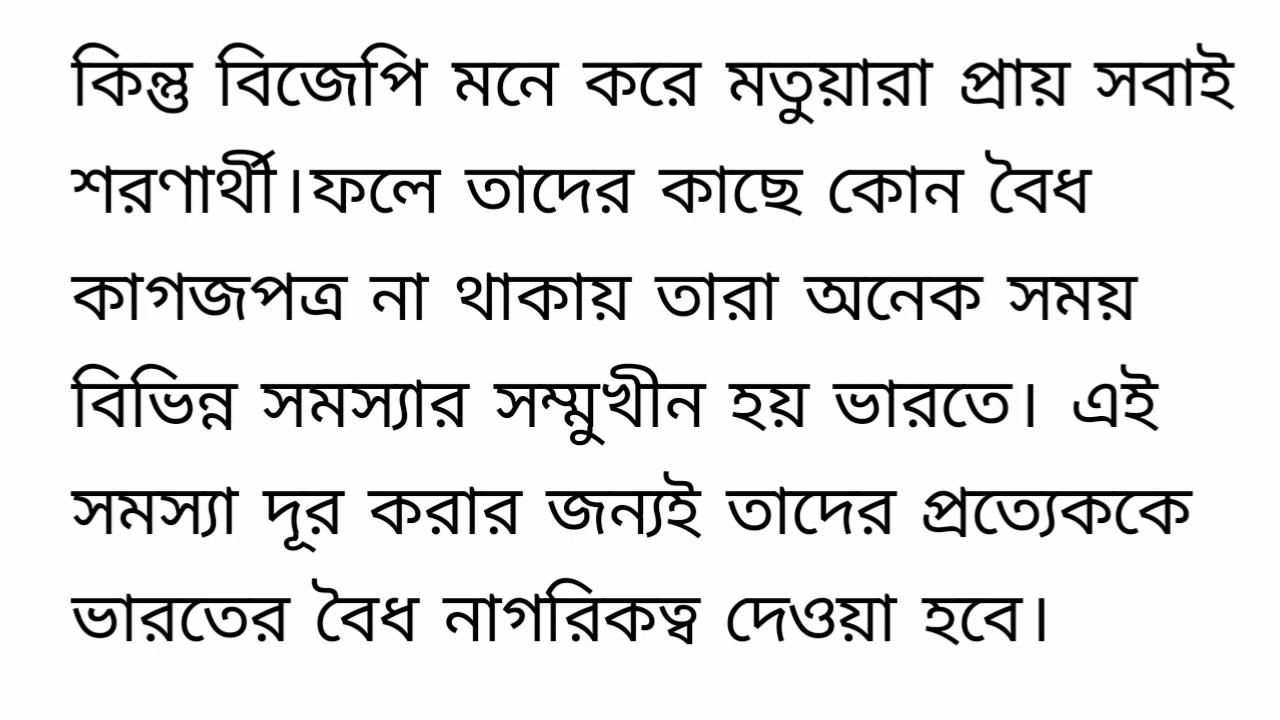 কিন্তু বিজেপি মনে করে মতুয়ারা প্রায় সবাই
শরণার্থী।ফলে তাদের কাছে কোন বৈধ
কাগজপত্র না থাকায় তারা অনেক সময়
বিভিন্ন সমস্যার সম্মুখীন হয় ভারতে। এই
সমস্যা দূর করার জন্যই তাদের প্রত্যেককে
ভারতের বৈধ নাগরিকত্ব দেওয়া হবে।